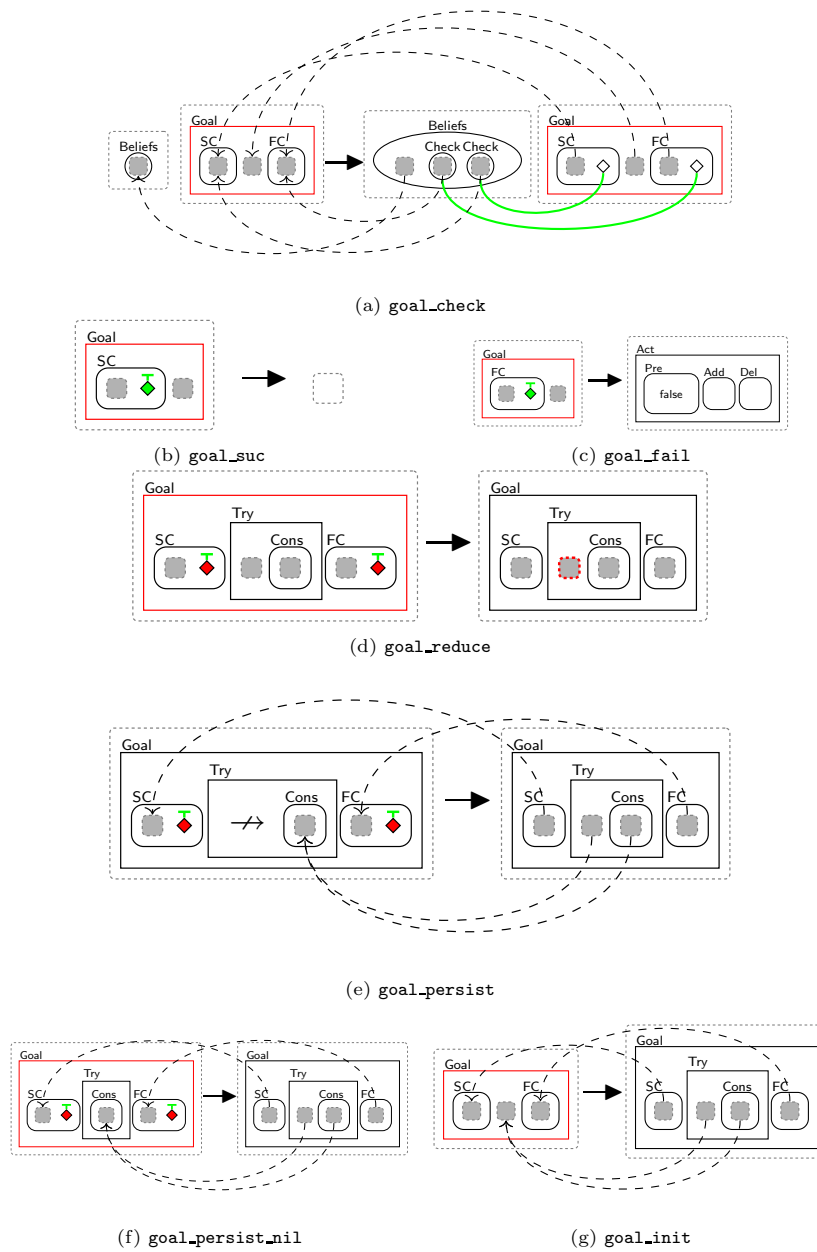 Goal Beliefs Goal
Beliefs SC FC Check Check SC FC
(a) goal_check
Goal Goal Act
SC FC Pre Add Del
false
(b) goal_suc (c) goal_fail
Goal Goal
Try Try
SC Cons FC SC Cons FC
(d) goal_reduce
Goal Goal
Try Try
SC Cons FC SC Cons FC
(e) goal_persist
Goal Goal Goal Goal
Try Try Try
SC Cons FC SC Cons FC SC FC SC Cons FC
(f) goal_persist_nil (g) goal_init